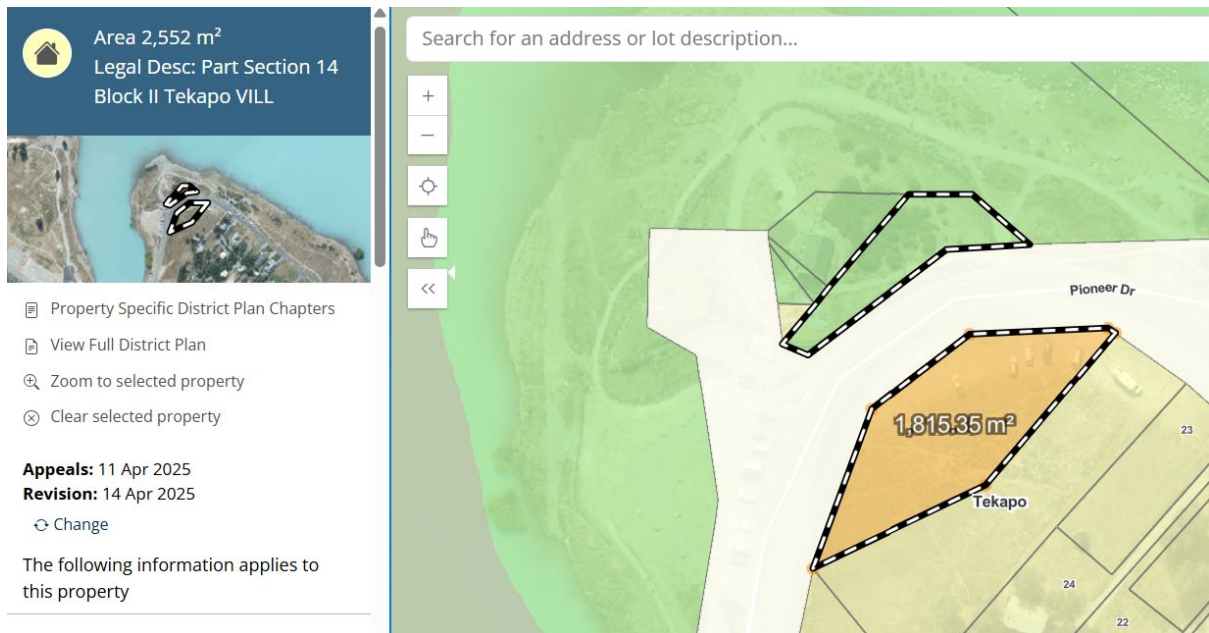 Area 2,552 m²
Legal Desc: Part Section 14
Block II Tekapo VILL
Property Specific District Plan Chapters
View Full District Plan
Zoom to selected property
Clear selected property
Appeals: 11 Apr 2025
Revision: 14 Apr 2025
Change
The following information applies to
this property
Search for an address or lot description...
+
−
<<
Pioneer Dr
1,815.35 m²
23
Tekapo
24
22